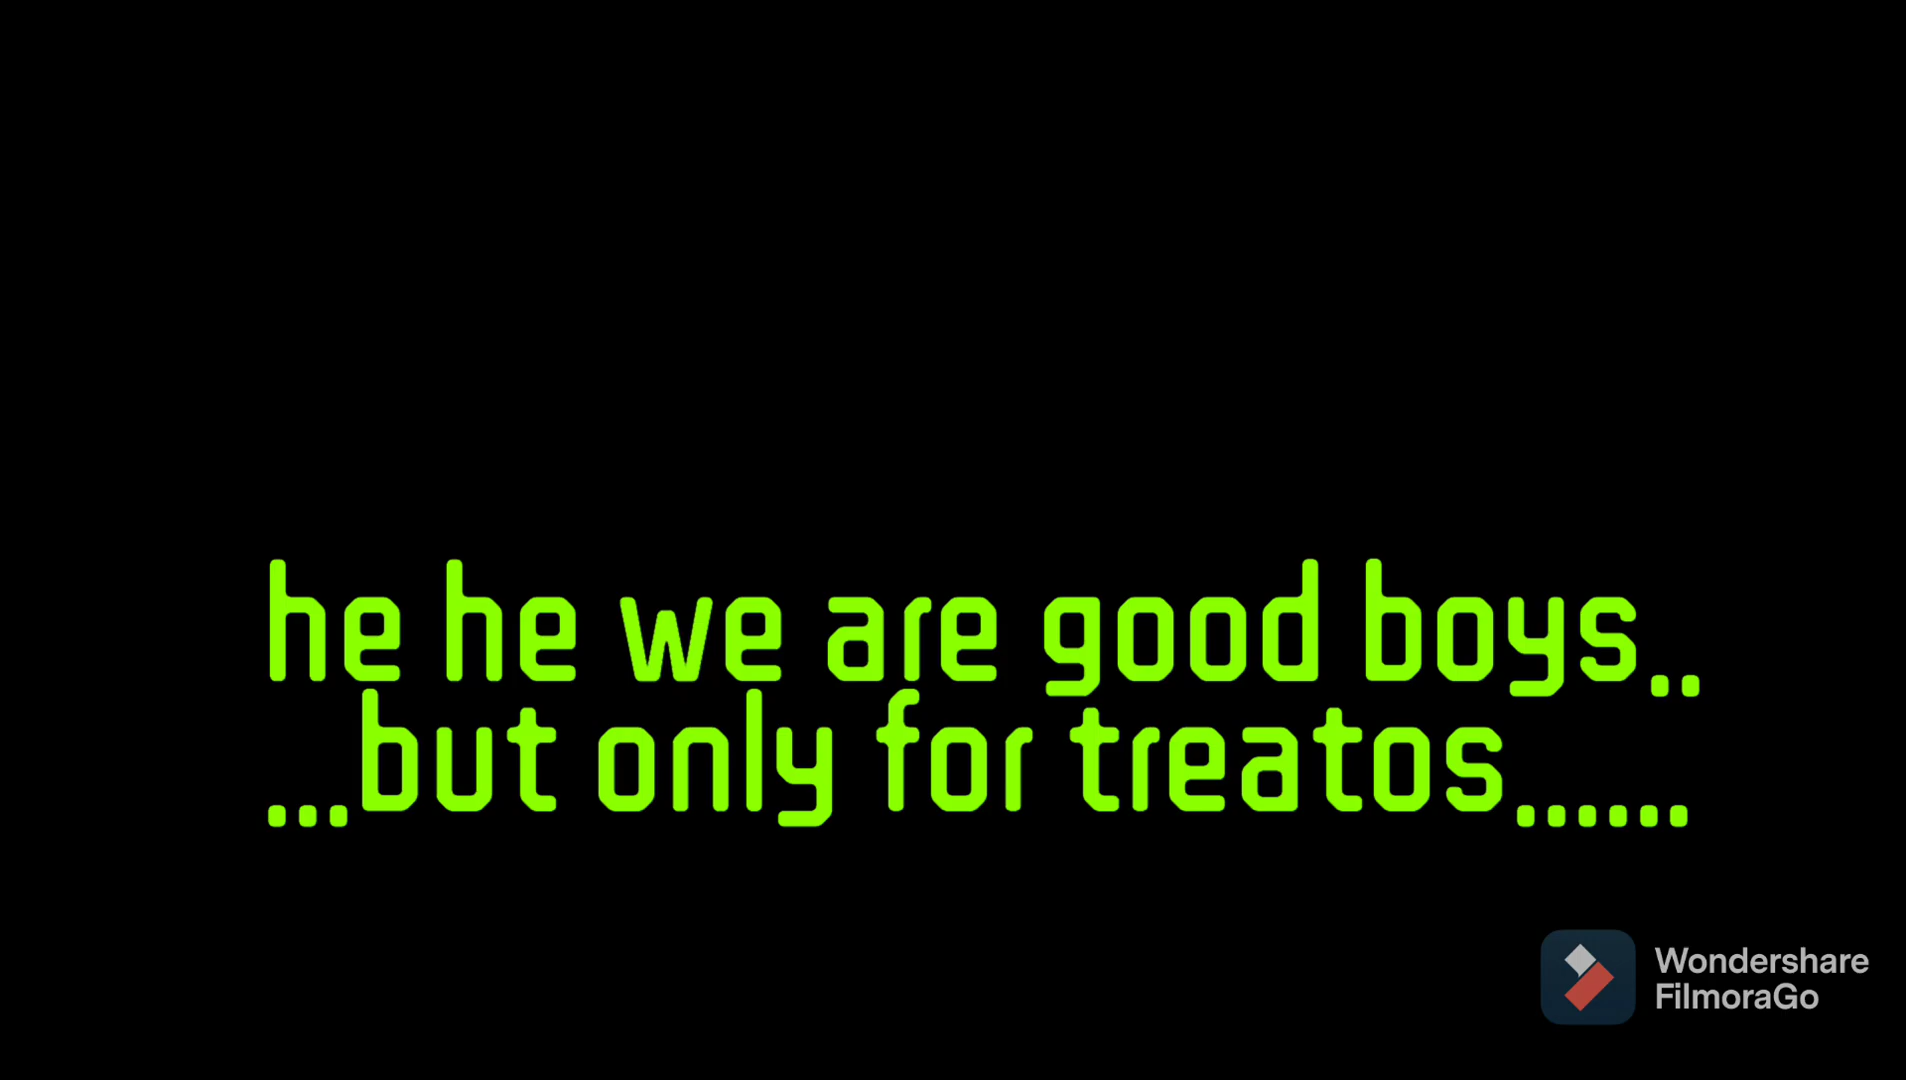 he he we are good boys..
...but only for treatos......
Wondershare
FilmoraGo